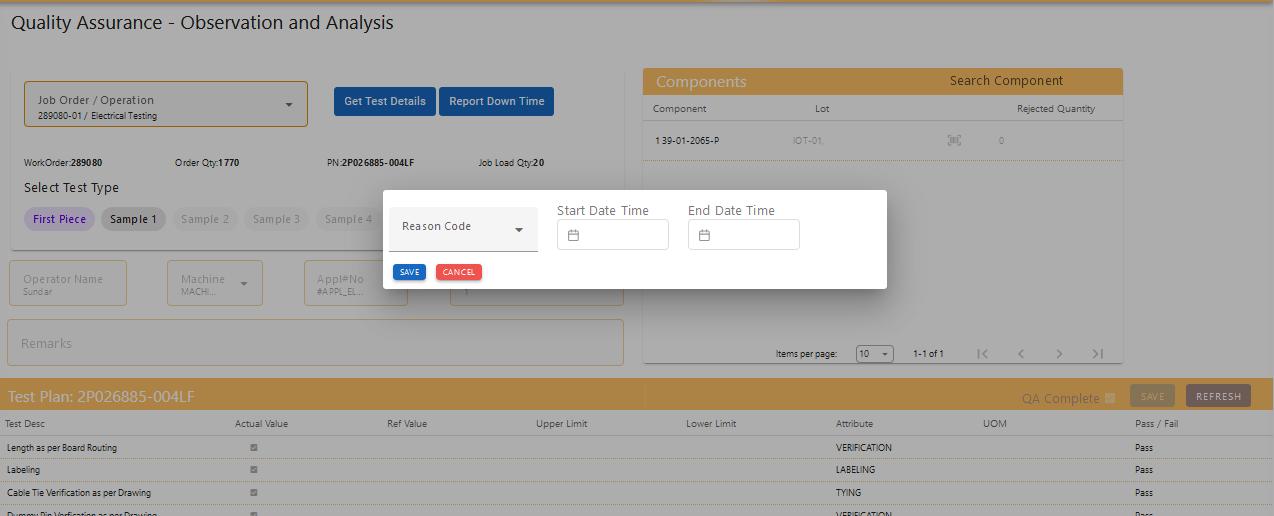 Quality Assurance - Observation and Analysis
Job Order / Operation
289080-01 / Electrical Testing
Get Test Details
Report Down Time
WorkOrder:289080
Order Qty:1770
PN:2P026885-004LF
Job Load Qty:20
Select Test Type
First Piece
Sample 1
Sample 2
Sample 3
Sample 4
Operator Name
Sundar
Machine
MACHI...
Appl#No
#APPL_EL...
1
Remarks
Components
Search Component
Component
Lot
Rejected Quantity
139-01-2065-P
IOT-01,
0
Items per page:
10
1-1 of 1
Reason Code
Start Date Time
End Date Time
SAVE
CANCEL
Test Plan: 2P026885-004LF
QA Complete
SAVE
REFRESH
Test Desc
Actual Value
Ref Value
Upper Limit
Lower Limit
Attribute
UOM
Pass / Fail
Length as per Board Routing
VERIFICATION
Pass
Labeling
LABELING
Pass
Cable Tie Verification as per Drawing
TYING
Pass
Dummy Pin Verfication as per Drawing
VERIFICATION
Pass